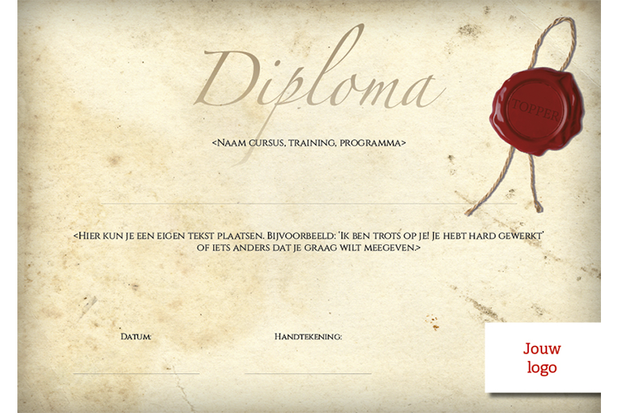 Diploma
TOPPER
<Naam cursus, training, programma>
<Hier kun je een eigen tekst plaatsen. Bijvoorbeeld: 'Ik ben trots op je! Je hebt hard gewerkt'
of iets anders dat je graag wilt meegeven.>
Datum:
Handtekening:
Jouw
logo